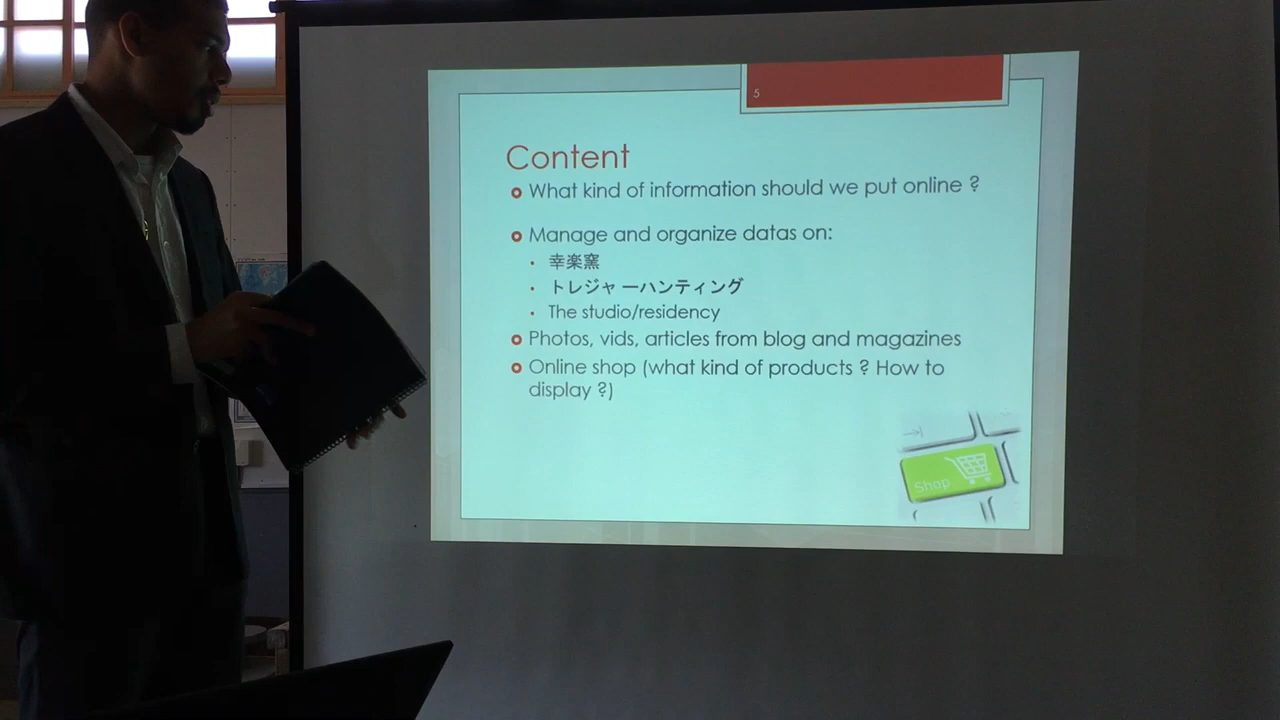 5
Content
What kind of information should we put online ?
Manage and organize datas on:
幸楽窯
トレジャーハンティング
The studio/residency
Photos, vids, articles from blog and magazines
Online shop (what kind of products ? How to
display ?)
Shop